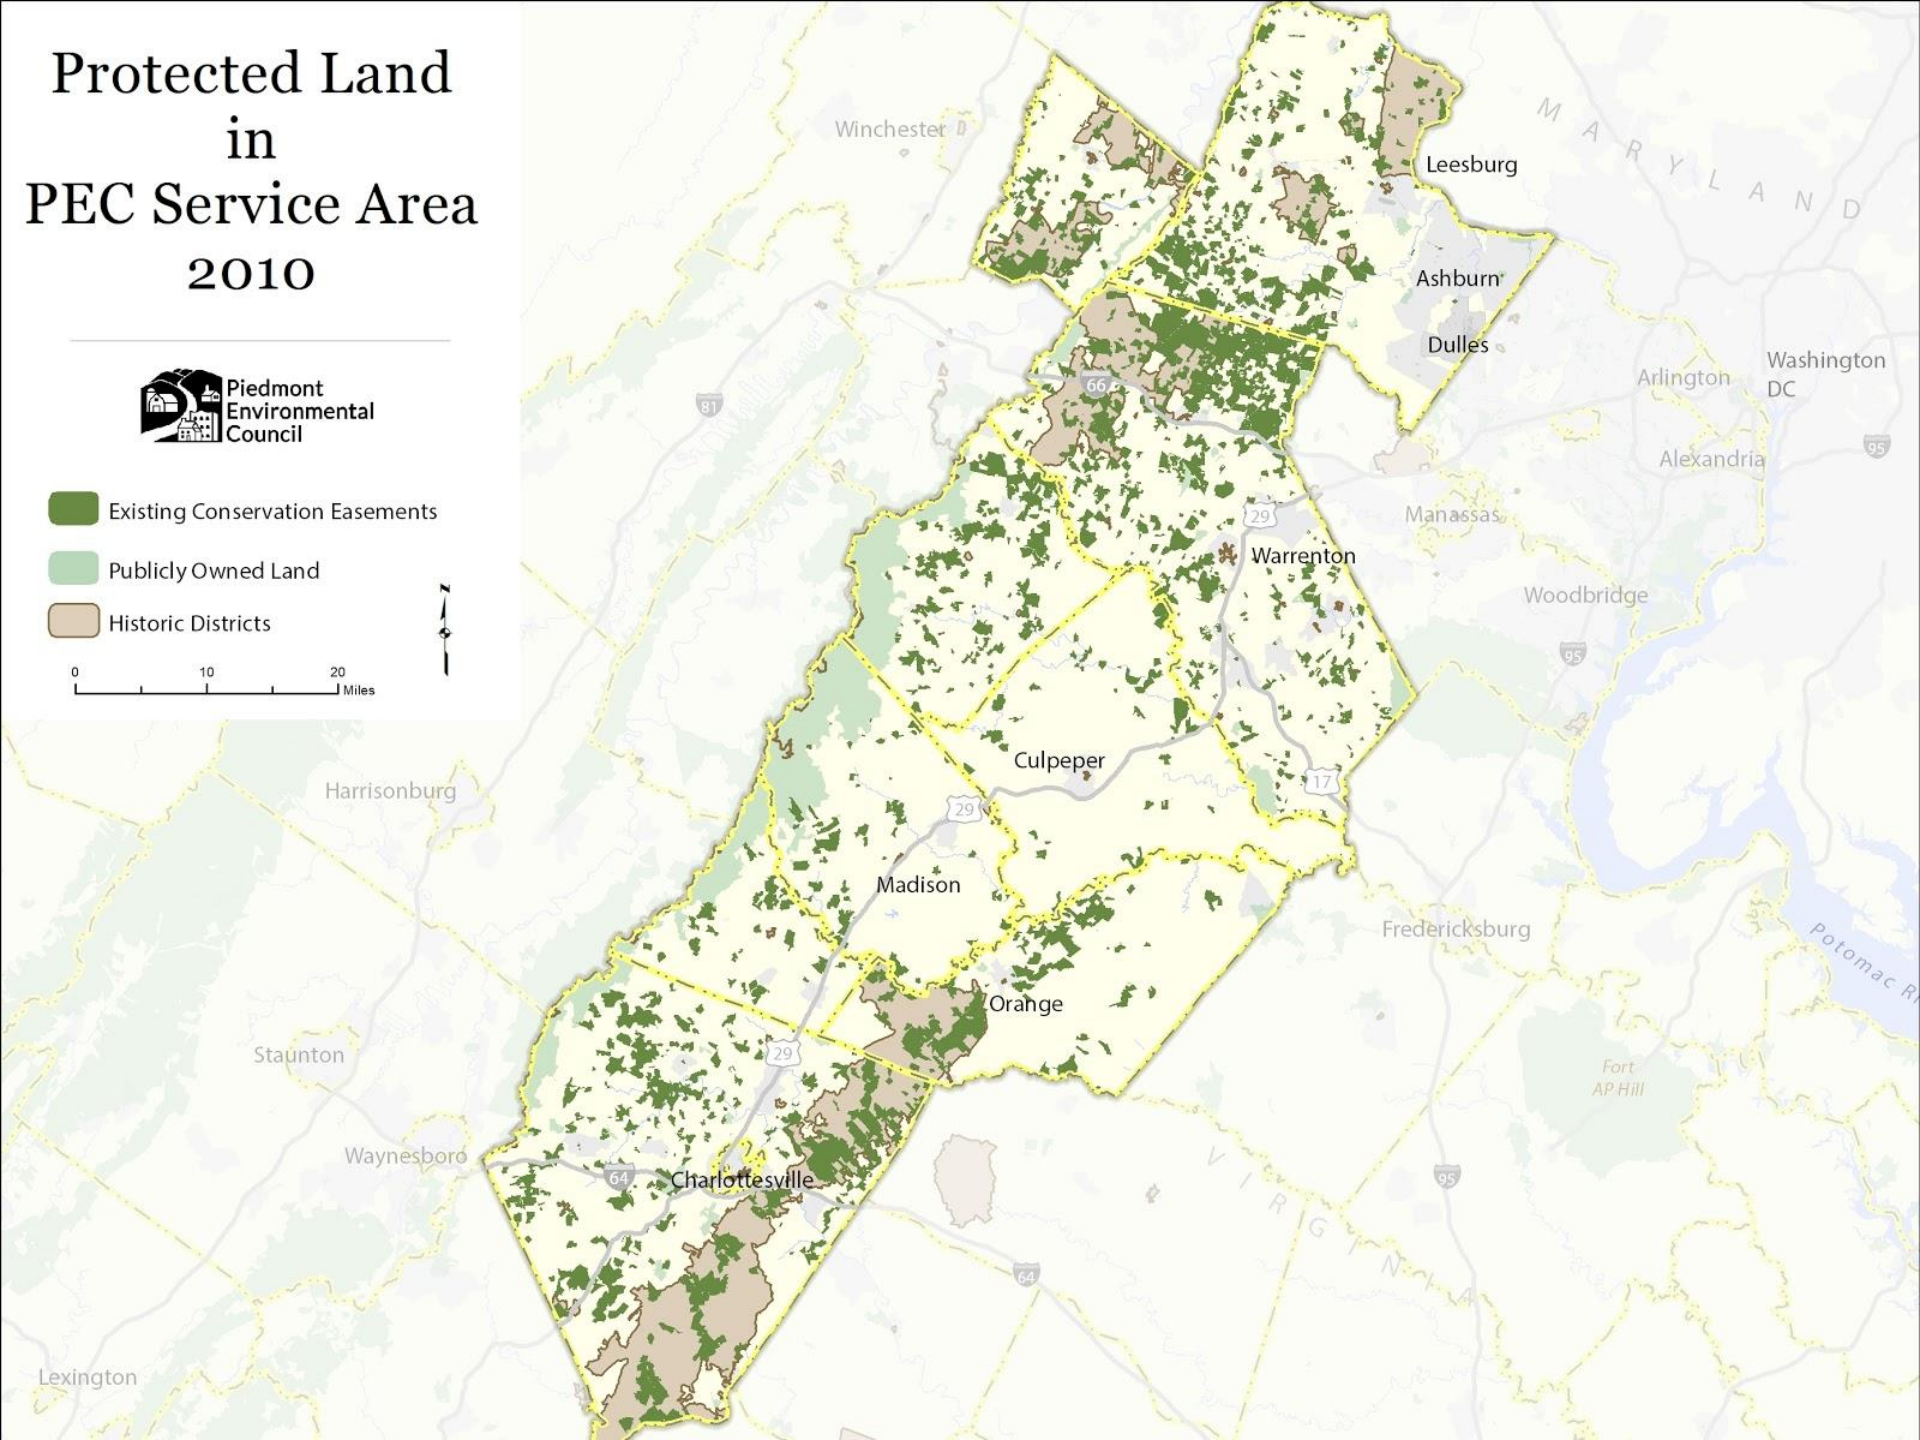 Protected Land
in
PEC Service Area
2010
Piedmont
Environmental
Council
Existing Conservation Easements
Publicly Owned Land
Historic Districts
0 10 20
Miles
N
Winchester
MARYLAND
Leesburg
Ashburn
Dulles
Washington
DC
Arlington
66
81
95
Alexandria
29
Manassas
Warrenton
Woodbridge
95
Culpeper
17
Harrisonburg
29
Madison
Fredericksburg
Potomac
Orange
Staunton
29
Fort
AP Hill
Waynesboro
64
Charlottesville
95
VIRGINIA
64
Lexington